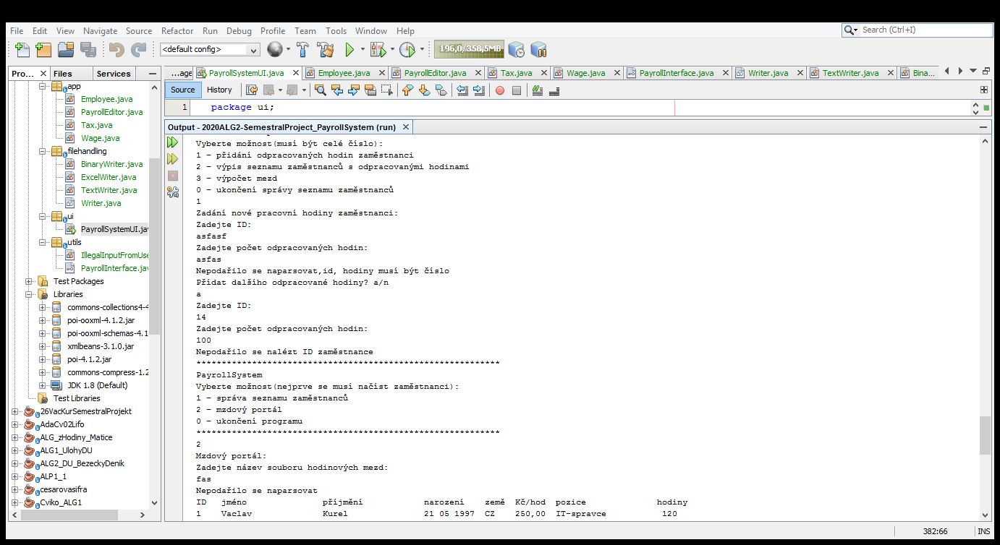 File Edit View Navigate Source Refactor Run Debug Profile Team Tools Window Help
Search (Ctrl+I)
<default config>
196,0/358,5MB
Pro... Files Services
app
Employee.java
PayrollEditor.java
Tax.java
Wage.java
filehandling
BinaryWriter.java
ExcelWiter.java
TextWriter.java
Writer.java
ui
PayrollSystemUI.jav
utils
IllegalInputFromUse
PayrollInterface.jav
Test Packages
Libraries
commons-collections4-4
poi-ooxml-4.1.2.jar
poi-ooxml-schemas-4.1
xmlbeans-3.1.0.jar
poi-4.1.2.jar
commons-compress-1.2
JDK 1.8 (Default)
Test Libraries
26VacKurSemestralProjekt
AdaCv02Lifo
ALG_zHodiny_Matice
ALG1_UlohyDU
ALG2_DU_BezeckyDenik
ALP1_1
cesarovasifra
Cviko_ALG1
...age PayrollSystemUI.java Employee.java PayrollEditor.java Tax.java Wage.java PayrollInterface.java Writer.java TextWriter.java Bina...
Source History
1 package ui;
Output - 2020ALG2-SemestralProject_PayrollSystem (run)
Vyberte možnost(musí být celé číslo):
1 - přidání odpracovaných hodin zaměstnanci
2 - výpis seznamu zaměstnanců s odpracovanými hodinami
3 - výpočet mezd
0 - ukončení správy seznamu zaměstnanců
1
Zadání nové pracovní hodiny zaměstnanci:
Zadejte ID:
asfasf
Zadejte počet odpracovaných hodin:
asfas
Nepodařilo se naparsovat,id, hodiny musí být číslo
Přídat dalšího odpracované hodiny? a/n
a
Zadejte ID:
14
Zadejte počet odpracovaných hodin:
100
Nepodařilo se nalézt ID zaměstnance
************************************************************
PayrollSystem
Vyberte možnost(nejprve se musí načíst zaměstnanci):
1 - správa seznamu zaměstnanců
2 - mzdový portál
0 - ukončení programu
************************************************************
2
Mzdový portál:
Zadejte název souboru hodinových mezd:
fas
Nepodařilo se naparsovat
ID jméno příjmění narození země Kč/hod pozice hodiny
1 Vaclav Kurel 21 05 1997 CZ 250,00 IT-spravce 120
382:66 INS